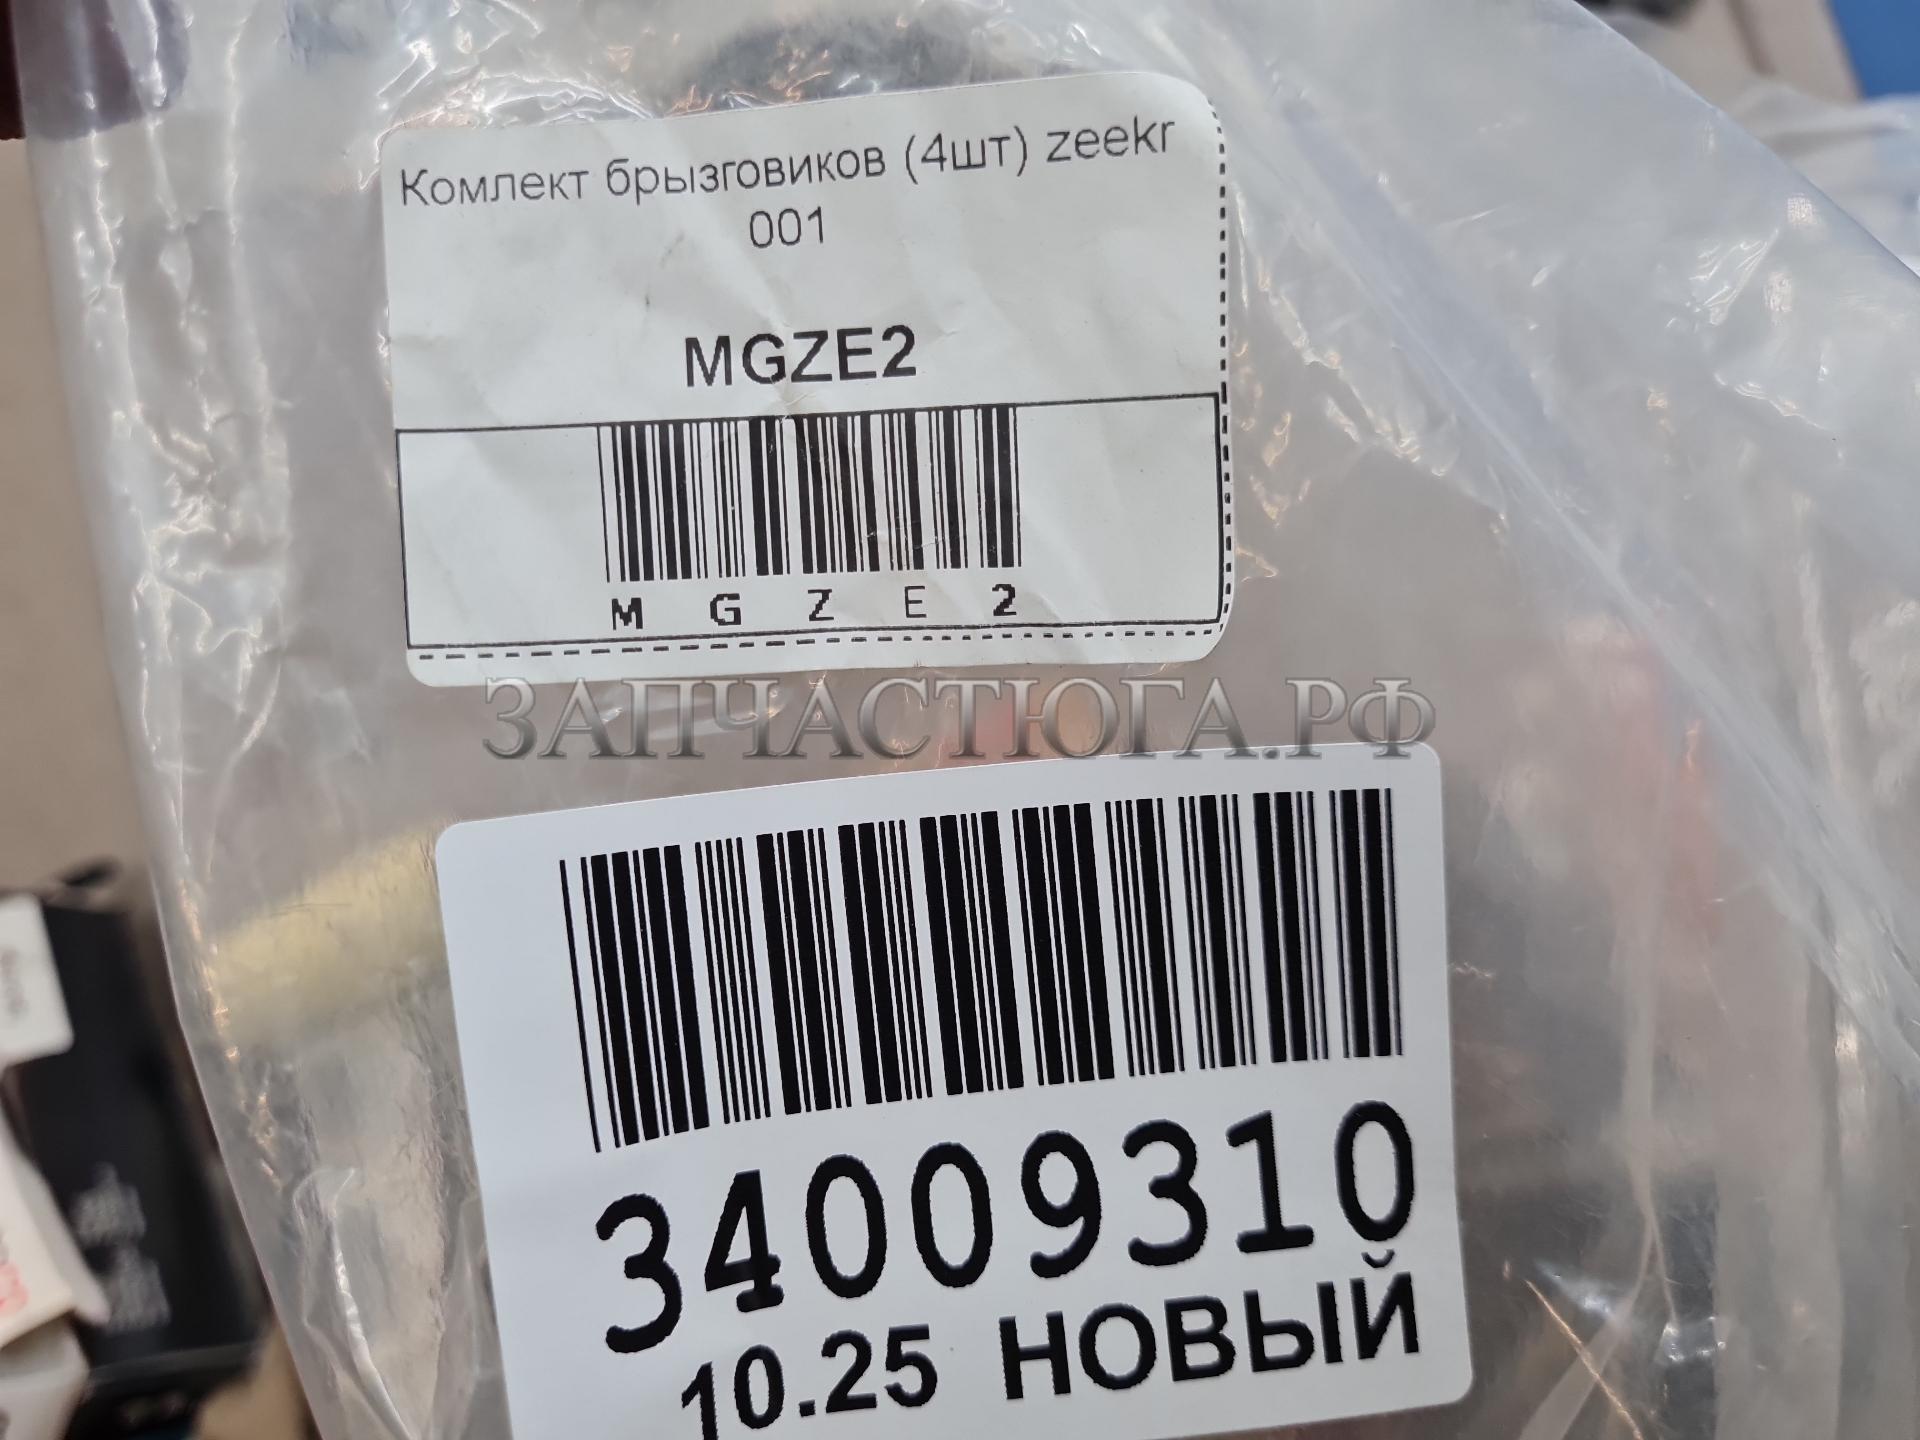 Комлект брызговиков (4шт) zeekr
001
MGZE2
M G Z E 2
ЗАПЧАСТЮГА.РФ
34009310
10.25 НОВЫЙ